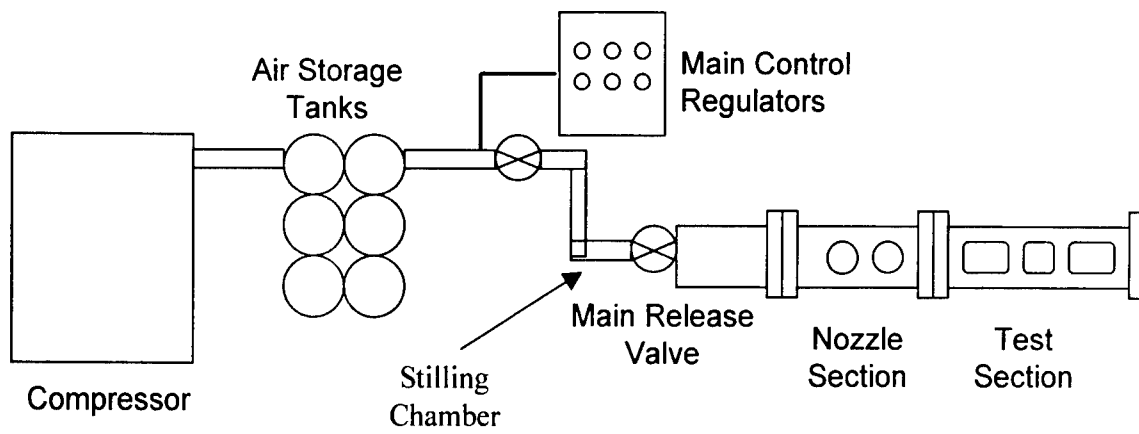 Air Storage
Tanks
Main Control
Regulators
Main Release
Valve
Nozzle
Section
Test
Section
Stilling
Chamber
Compressor